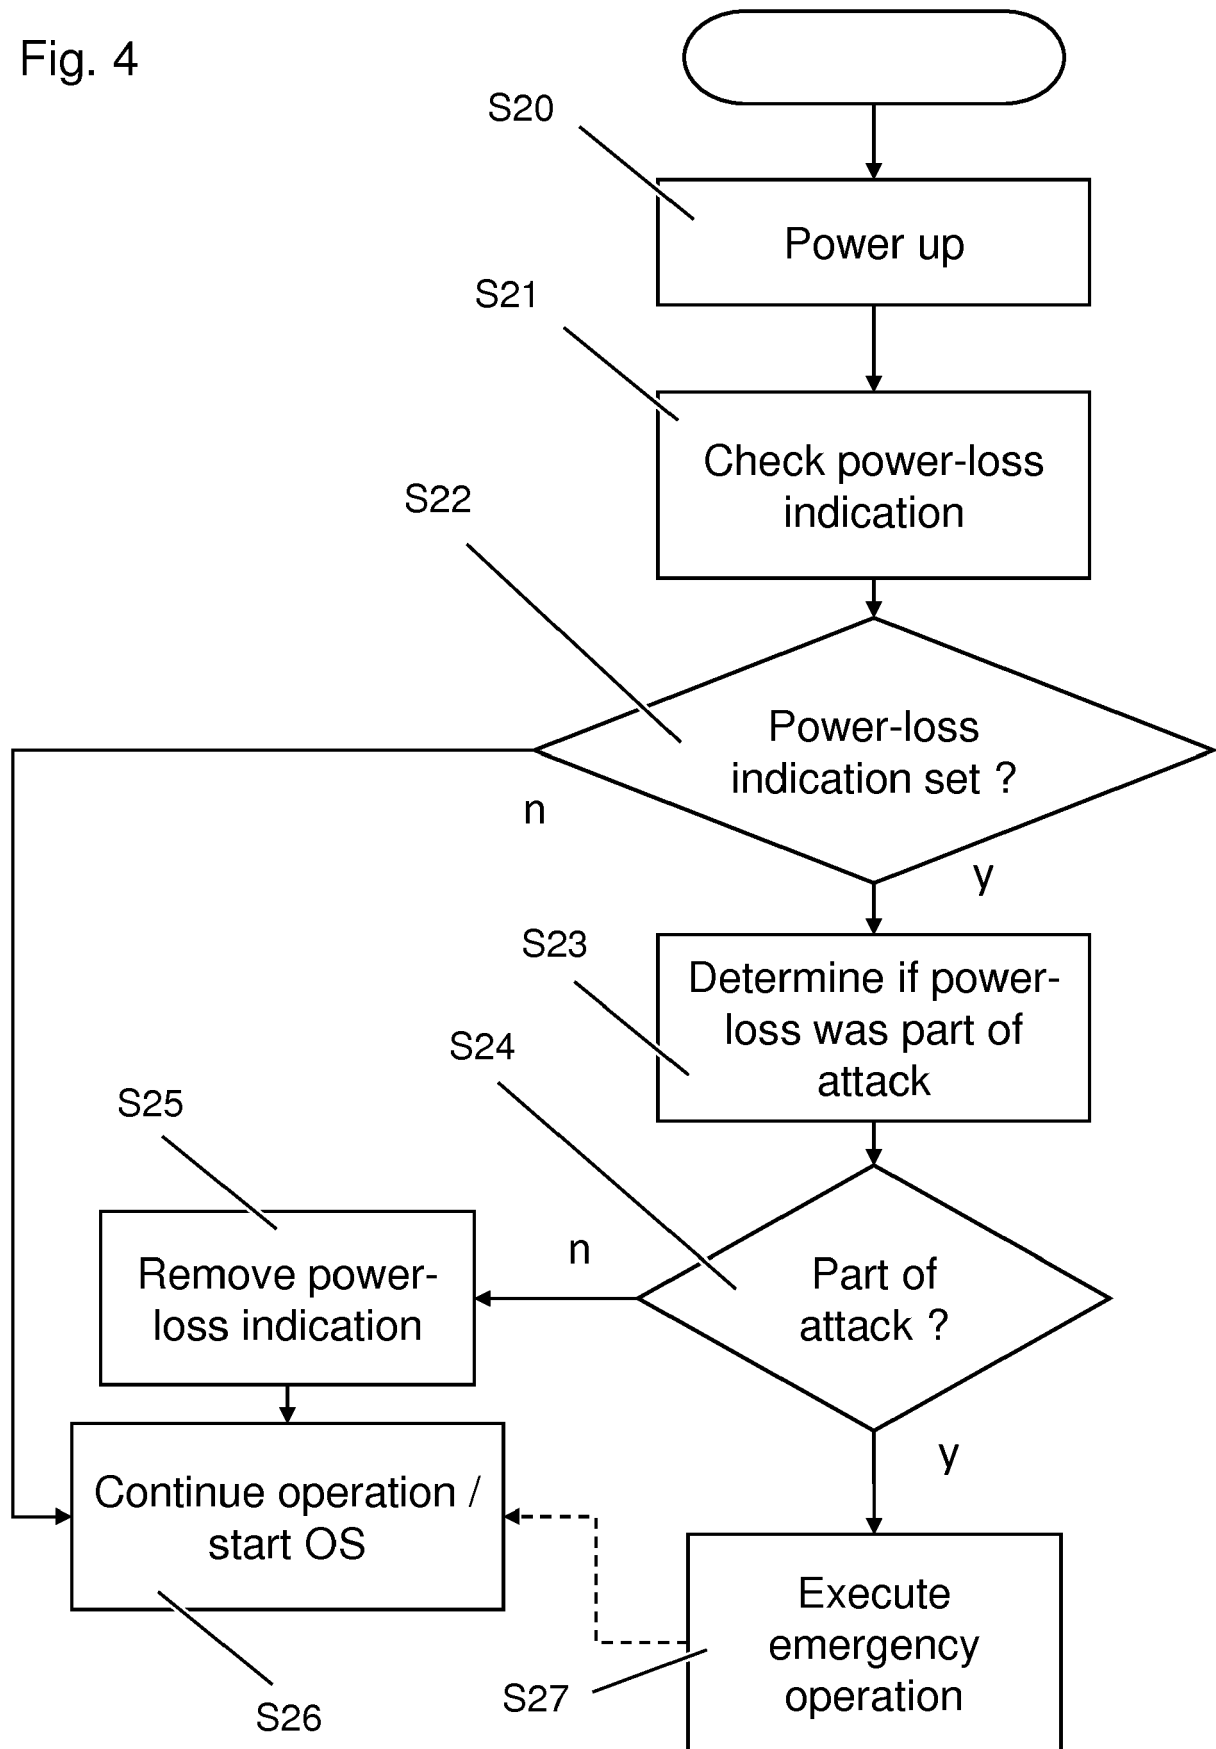 Fig. 4
S20
Power up
S21
Check power-loss
indication
S22
Power-loss
indication set ?
n
y
S23
Determine if power-
loss was part of
attack
S24
S25
Remove power-
loss indication
n
Part of
attack ?
y
Continue operation /
start OS
S26
S27
Execute
emergency
operation